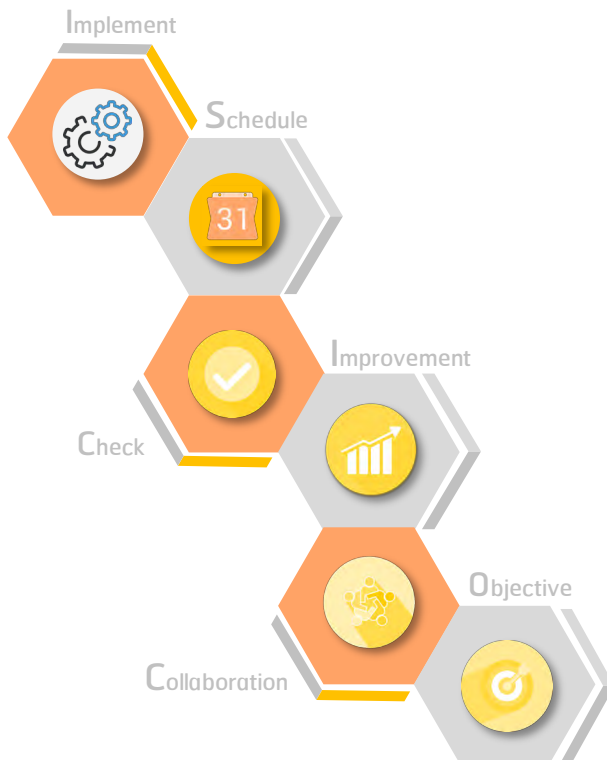 Implement
Schedule
31
Improvement
Check
Objective
Collaboration